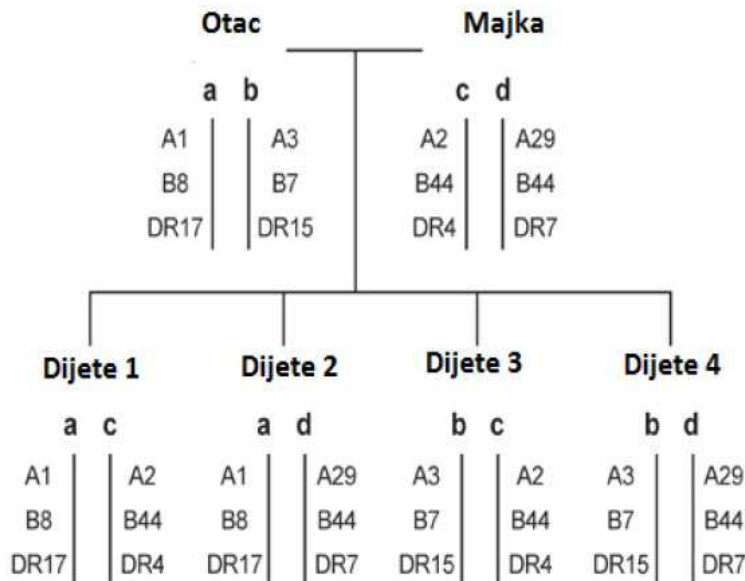 Otac Majka
a b c d
A1 A3 A2 A29
B8 B7 B44 B44
DR17 DR15 DR4 DR7
Dijete 1 Dijete 2 Dijete 3 Dijete 4
a c a d b c b d
A1 A2 A1 A29 A3 A2 A3 A29
B8 B44 B8 B44 B7 B44 B7 B44
DR17 DR4 DR17 DR7 DR15 DR4 DR15 DR7